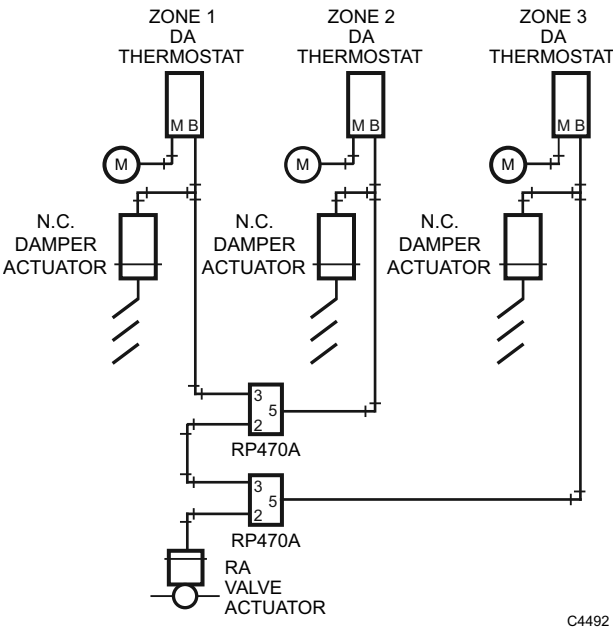 ZONE 1
DA
THERMOSTAT
ZONE 2
DA
THERMOSTAT
ZONE 3
DA
THERMOSTAT
M B
M B
M B
M
M
M
N.C.
DAMPER
ACTUATOR
N.C.
DAMPER
ACTUATOR
N.C.
DAMPER
ACTUATOR
3
5
2
RP470A
3
5
2
RP470A
RA
VALVE
ACTUATOR
C4492